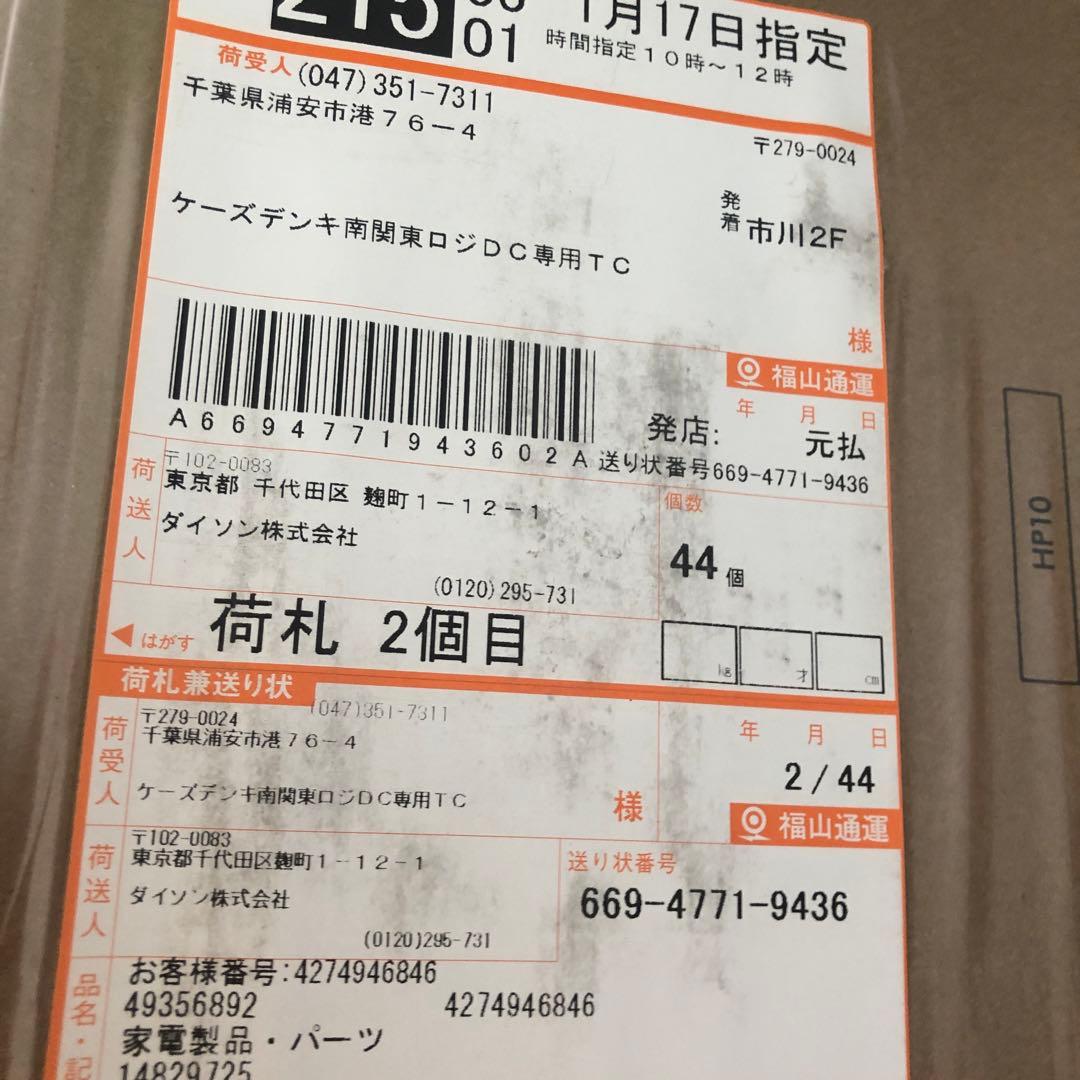 215
01
1月17日指定
時間指定10時～12時
荷受人
(047)351-7311
千葉県浦安市港76-4
〒279-0024
ケーズデンキ南関東ロジDC専用TC
発着 市川2F
様
福山通運
A6694771943602A
発店:
年 月 日
元払
送り状番号669-4771-9436
荷送人
〒102-0083
東京都 千代田区 麹町1-12-1
ダイソン株式会社
(0120)295-731
個数
44個
はがす
荷札 2個目
kg
才
cm
HP10
荷札兼送り状
荷受人
(047)351-7311
〒279-0024
千葉県浦安市港76-4
ケーズデンキ南関東ロジDC専用TC
様
年 月 日
2/44
福山通運
荷送人
〒102-0083
東京都千代田区麹町1-12-1
ダイソン株式会社
(0120)295-731
送り状番号
669-4771-9436
品名・記
お客様番号:4274946846
49356892 4274946846
家電製品・パーツ
14829725